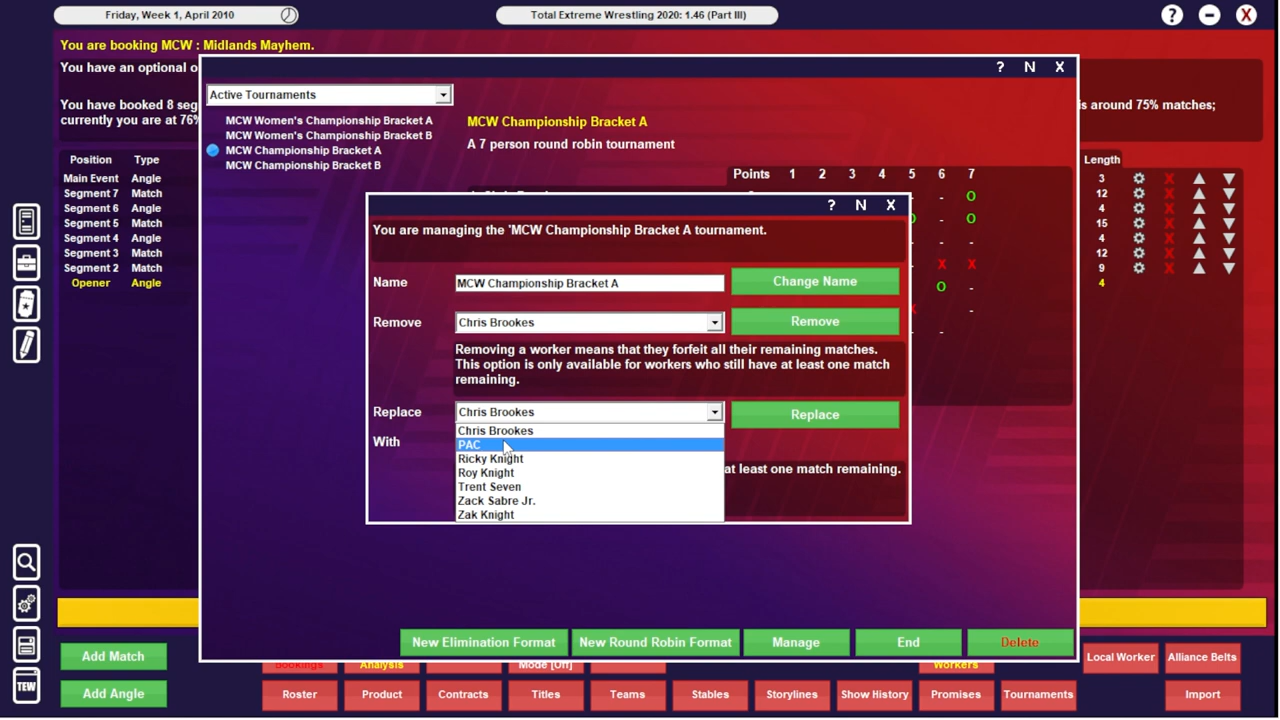 Friday, Week 1, April 2010
Total Extreme Wrestling 2020: 1.46 (Part III)
? - X
You are booking MCW : Midlands Mayhem.
You have an optional o
You have booked 8 seg
is around 75% matches;
currently you are at 76%
? N X
Active Tournaments
MCW Women's Championship Bracket A
MCW Women's Championship Bracket B
MCW Championship Bracket A
MCW Championship Bracket B
MCW Championship Bracket A
A 7 person round robin tournament
Points 1 2 3 4 5 6 7
- O
- O
- - -
- X X
- O -
X -
- -
Position Type
Main Event Angle
Segment 7 Match
Segment 6 Angle
Segment 5 Match
Segment 4 Angle
Segment 3 Match
Segment 2 Match
Opener Angle
Length
3
12
4
15
4
12
9
4
? N X
You are managing the 'MCW Championship Bracket A tournament.
Name MCW Championship Bracket A Change Name
Remove Chris Brookes Remove
Removing a worker means that they forfeit all their remaining matches.
This option is only available for workers who still have at least one match
remaining.
Replace Chris Brookes Replace
With
Chris Brookes
PAC
Ricky Knight
Roy Knight
Trent Seven
Zack Sabre Jr.
Zak Knight
at least one match remaining.
New Elimination Format New Round Robin Format Manage End Delete
Add Match Bookings Analysis Mode [Off] Workers Local Worker Alliance Belts
TEW
Add Angle Roster Product Contracts Titles Teams Stables Storylines Show History Promises Tournaments Import